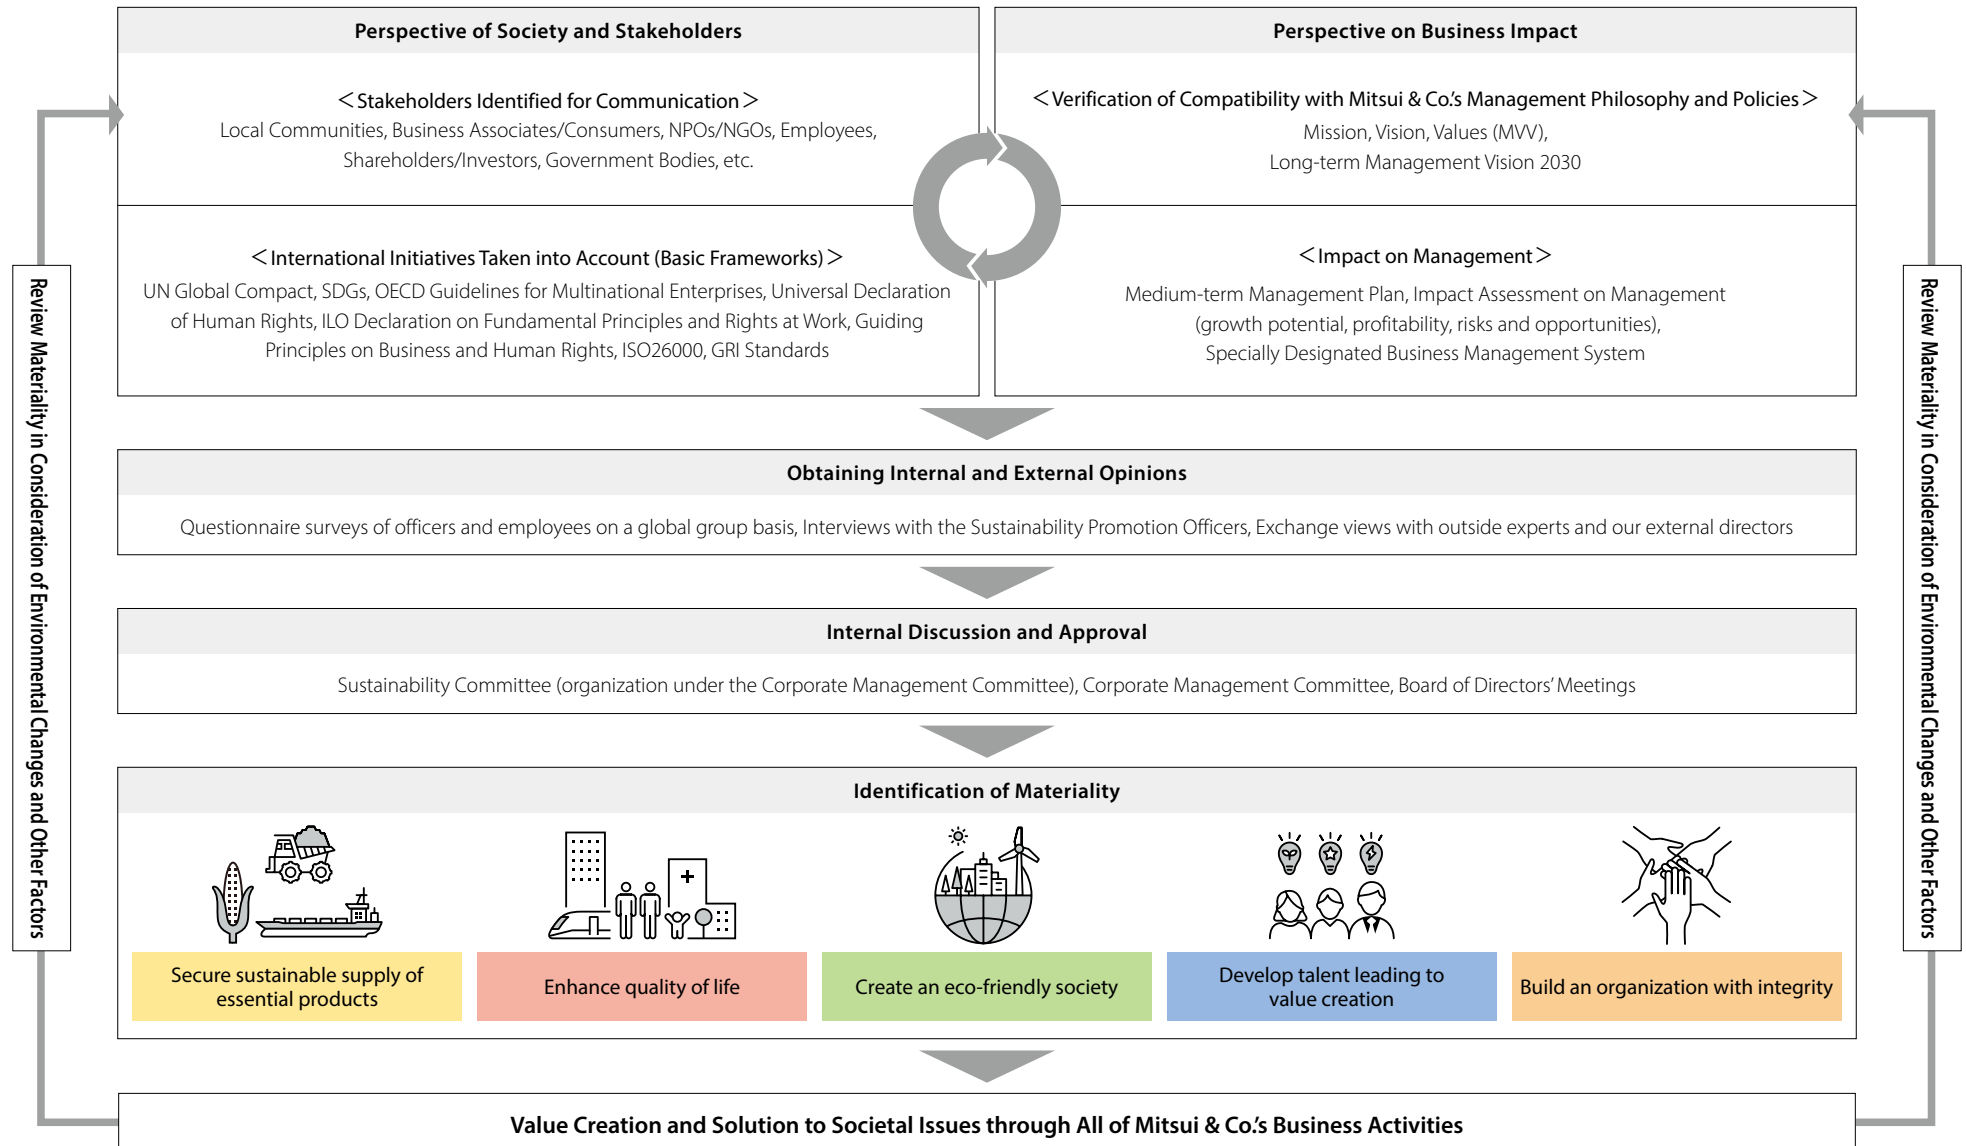 Perspective of Society and Stakeholders
<Stakeholders Identified for Communication>
Local Communities, Business Associates/Consumers, NPOs/NGOs, Employees,
Shareholders/Investors, Government Bodies, etc.
<International Initiatives Taken into Account (Basic Frameworks)>
UN Global Compact, SDGs, OECD Guidelines for Multinational Enterprises, Universal Declaration
of Human Rights, ILO Declaration on Fundamental Principles and Rights at Work, Guiding
Principles on Business and Human Rights, ISO26000, GRI Standards
Perspective on Business Impact
<Verification of Compatibility with Mitsui & Co.'s Management Philosophy and Policies>
Mission, Vision, Values (MVV),
Long-term Management Vision 2030
<Impact on Management>
Medium-term Management Plan, Impact Assessment on Management
(growth potential, profitability, risks and opportunities),
Specially Designated Business Management System
Review Materiality in Consideration of Environmental Changes and Other Factors
Review Materiality in Consideration of Environmental Changes and Other Factors
Obtaining Internal and External Opinions
Questionnaire surveys of officers and employees on a global group basis, Interviews with the Sustainability Promotion Officers, Exchange views with outside experts and our external directors
Internal Discussion and Approval
Sustainability Committee (organization under the Corporate Management Committee), Corporate Management Committee, Board of Directors' Meetings
Identification of Materiality
Secure sustainable supply of
essential products
Enhance quality of life
Create an eco-friendly society
Develop talent leading to
value creation
Build an organization with integrity
Value Creation and Solution to Societal Issues through All of Mitsui & Co.'s Business Activities